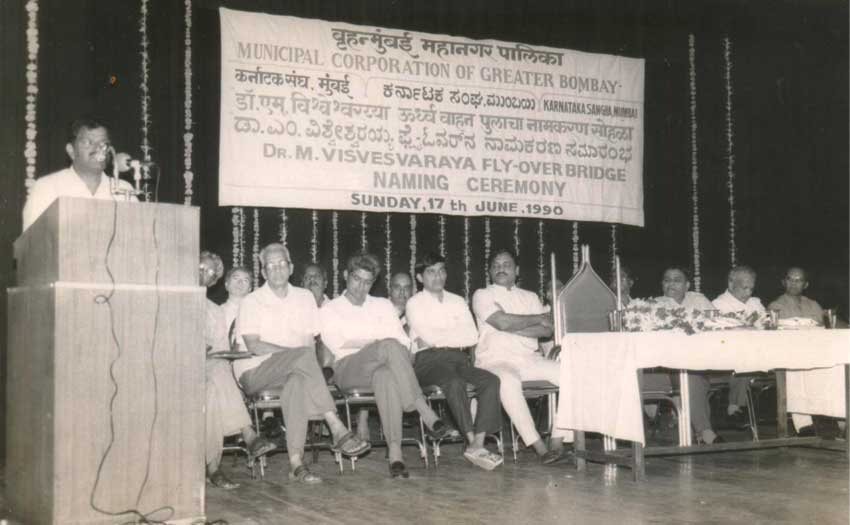 बृहन्मुंबई महानगर पालिका
MUNICIPAL CORPORATION OF GREATER BOMBAY-
कर्नाटक संघ, मुंबई ಕರ್ನಾಟಕ ಸಂಘ, ಮುಂಬಯಿ KARNATAKA SANGHA, MUMBAI
डॉ. एम्. विश्वेश्वरय्या ऊर्ध्व वाहन पुलाचा नामकरण सोहळा
ಡಾ. ಎಂ. ವಿಶ್ವೇಶ್ವರಯ್ಯ ಫ್ಲೈಓವರ್‌ನ ನಾಮಕರಣ ಸಮಾರಂಭ
DR. M. VISVESVARAYA FLY-OVER BRIDGE
NAMING CEREMONY
SUNDAY, 17 TH JUNE, 1990